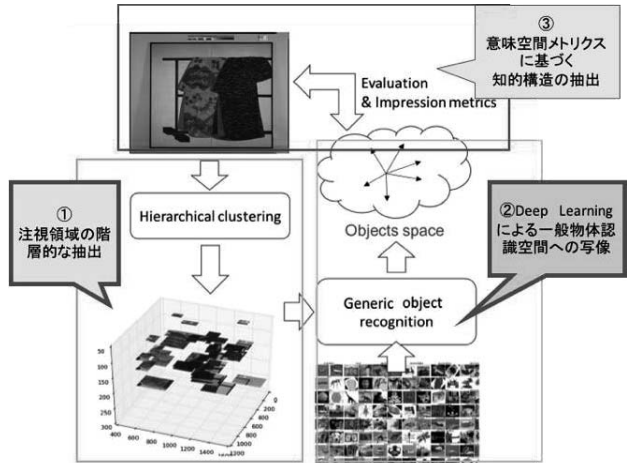 ③
意味空間メトリクス
に基づく
知的構造の抽出
Evaluation
& Impression metrics
①
注視領域の階
層的な抽出
Hierarchical clustering
Objects space
②Deep Learning
による一般物体認
識空間への写像
Generic object
recognition
50
100
150
200
250
300
400
600
800
1000
1200
1400
0
200
400
600
800
1000
1200